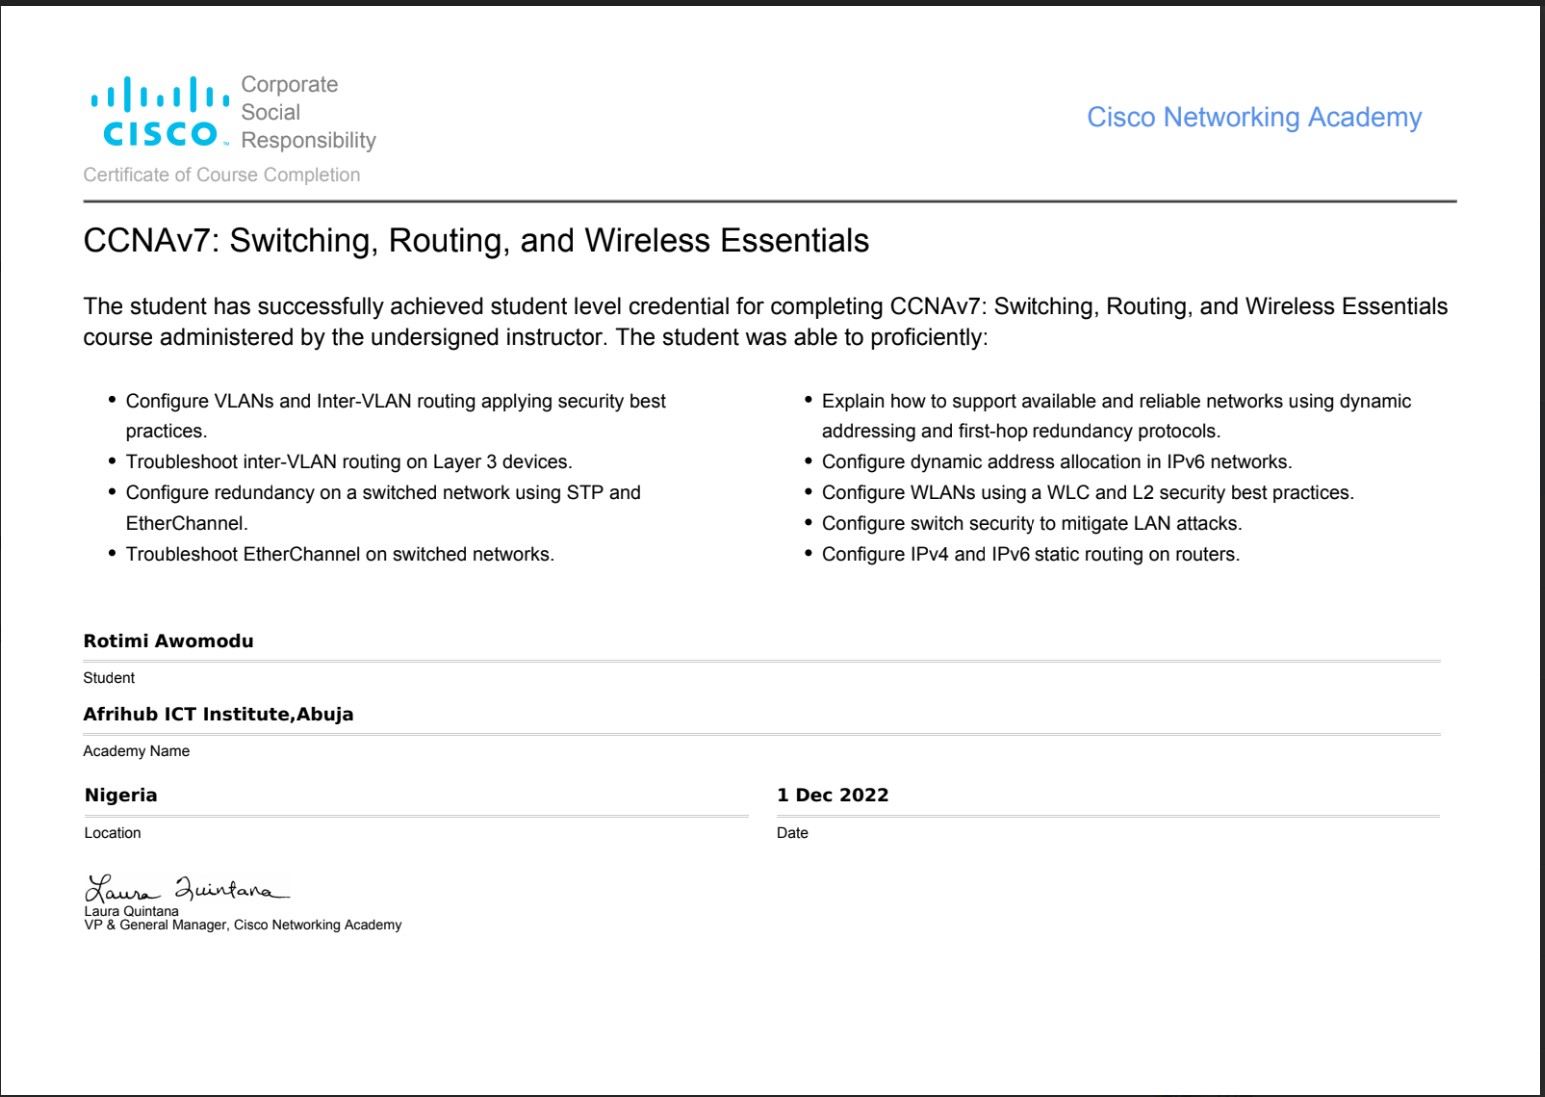 CISCO™
Corporate
Social
Responsibility
Cisco Networking Academy
Certificate of Course Completion
CCNAv7: Switching, Routing, and Wireless Essentials
The student has successfully achieved student level credential for completing CCNAv7: Switching, Routing, and Wireless Essentials
course administered by the undersigned instructor. The student was able to proficiently:
• Configure VLANs and Inter-VLAN routing applying security best
practices.
• Troubleshoot inter-VLAN routing on Layer 3 devices.
• Configure redundancy on a switched network using STP and
EtherChannel.
• Troubleshoot EtherChannel on switched networks.
• Explain how to support available and reliable networks using dynamic
addressing and first-hop redundancy protocols.
• Configure dynamic address allocation in IPv6 networks.
• Configure WLANs using a WLC and L2 security best practices.
• Configure switch security to mitigate LAN attacks.
• Configure IPv4 and IPv6 static routing on routers.
Rotimi Awomodu
Student
Afrihub ICT Institute,Abuja
Academy Name
Nigeria
Location
1 Dec 2022
Date
Laura Quintana
Laura Quintana
VP & General Manager, Cisco Networking Academy